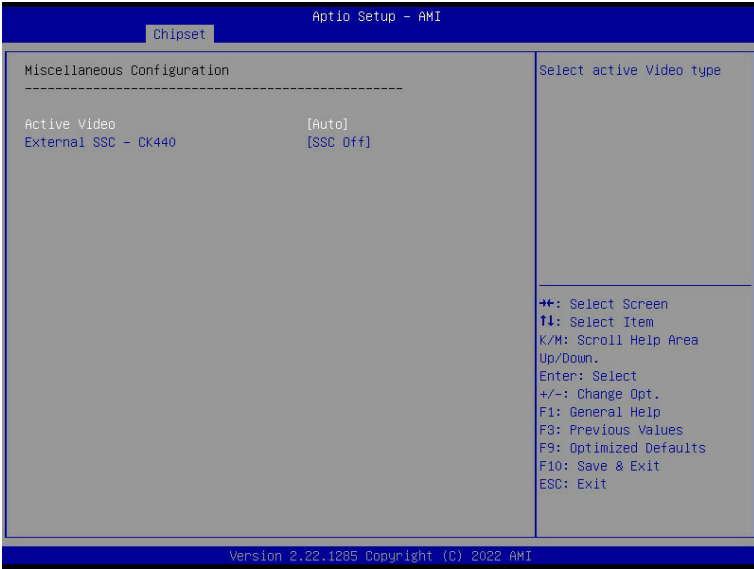 Aptio Setup – AMI
Chipset
Miscellaneous Configuration
--------------------------------------------------
Active Video [Auto]
External SSC – CK440 [SSC Off]
Select active Video type
→←: Select Screen
↑↓: Select Item
K/M: Scroll Help Area
Up/Down.
Enter: Select
+/-: Change Opt.
F1: General Help
F3: Previous Values
F9: Optimized Defaults
F10: Save & Exit
ESC: Exit
Version 2.22.1285 Copyright (C) 2022 AMI